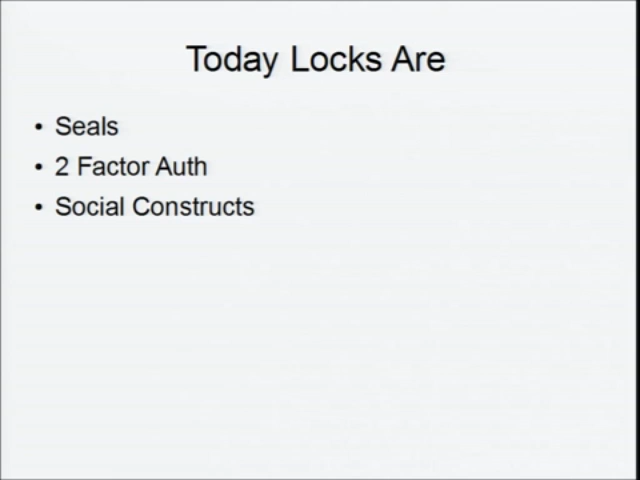 Today Locks Are
• Seals
• 2 Factor Auth
• Social Constructs